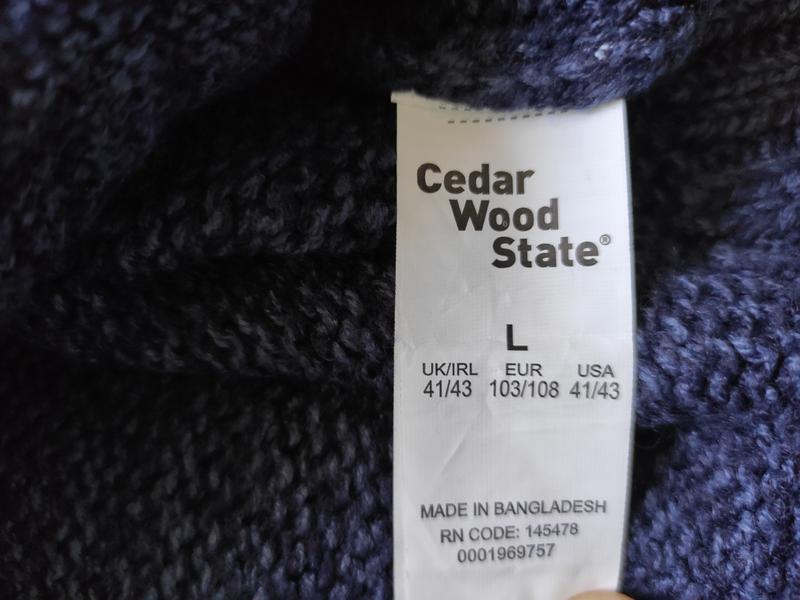 Cedar
Wood
State®
L
UK/IRL EUR USA
41/43 103/108 41/43
MADE IN BANGLADESH
RN CODE: 145478
0001969757